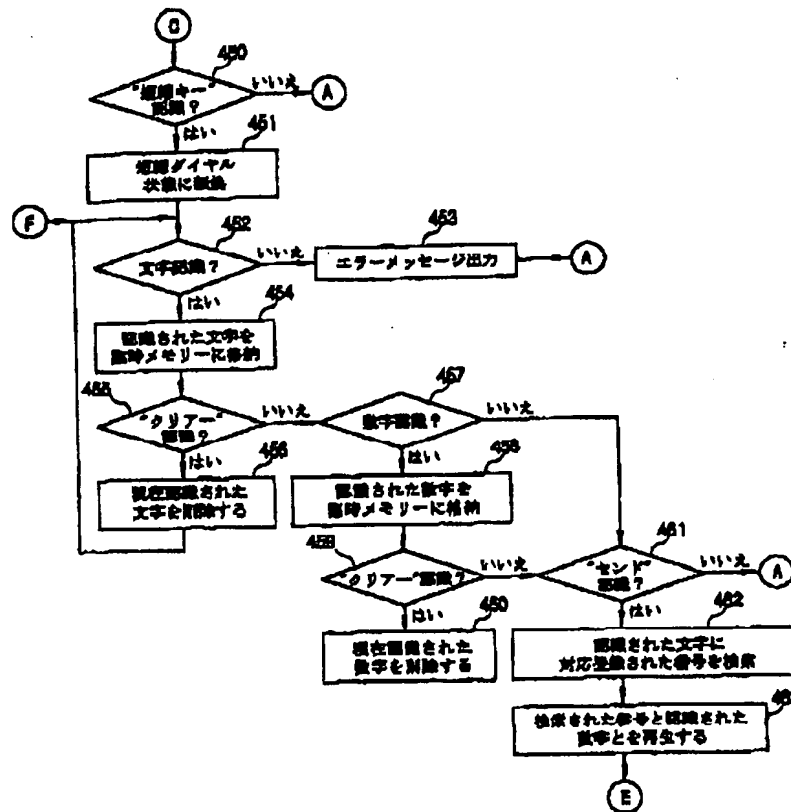 G
450
"短縮キー"
認識?
いいえ
A
はい
451
短縮ダイヤル
状態に転換
F
452
文字認識?
いいえ
453
エラーメッセージ出力
A
はい
454
認識された文字を
臨時メモリーに格納
455
"クリアー"
認識?
いいえ
457
数字認識?
いいえ
はい
456
現在認識された
文字を削除する
はい
458
認識された数字を
臨時メモリーに格納
459
"クリアー"認識?
いいえ
461
"センド"
認識?
いいえ
A
はい
460
現在認識された
数字を削除する
はい
462
認識された文字に
対応登録された番号を検索
検索された番号と認識された
数字とを再生する
E